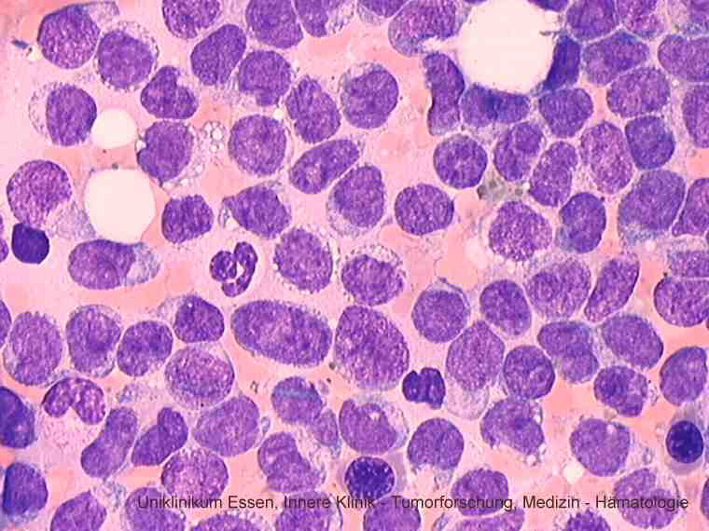 Uniklinikum Essen, Innere Klinik - Tumorforschung, Medizin - Hämatologie